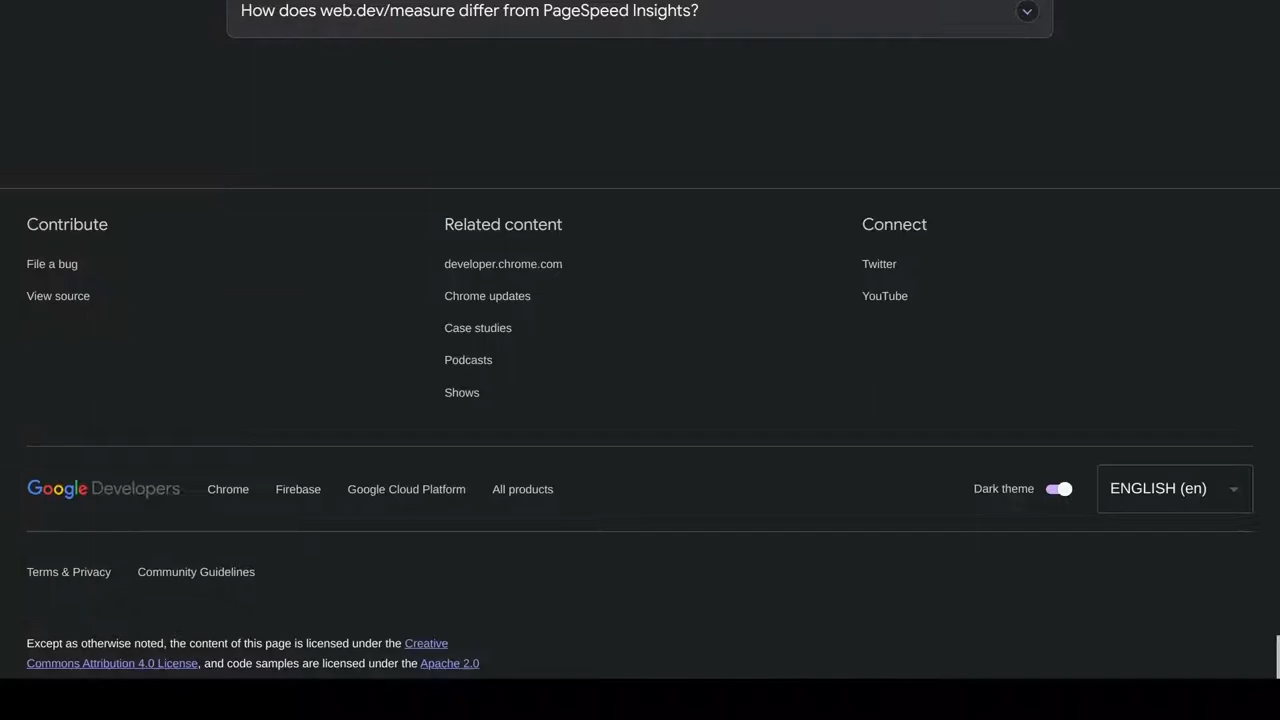 How does web.dev/measure differ from PageSpeed Insights?
Contribute
File a bug
View source
Related content
developer.chrome.com
Chrome updates
Case studies
Podcasts
Shows
Connect
Twitter
YouTube
Google Developers
Chrome
Firebase
Google Cloud Platform
All products
Dark theme
ENGLISH (en)
Terms & Privacy
Community Guidelines
Except as otherwise noted, the content of this page is licensed under the Creative
Commons Attribution 4.0 License, and code samples are licensed under the Apache 2.0